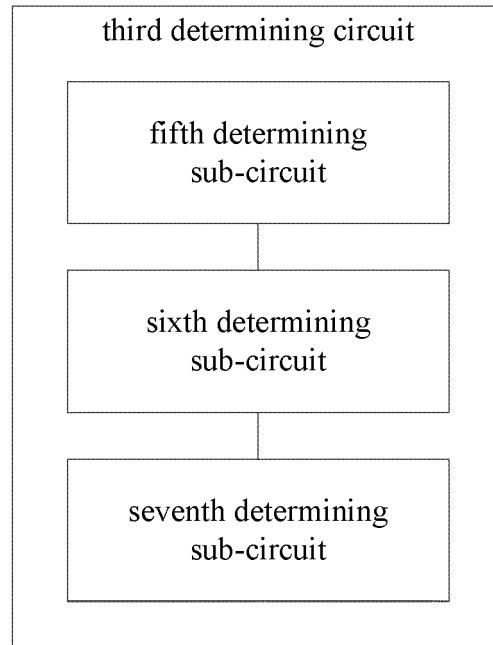 third determining circuit
fifth determining
sub-circuit
sixth determining
sub-circuit
seventh determining
sub-circuit